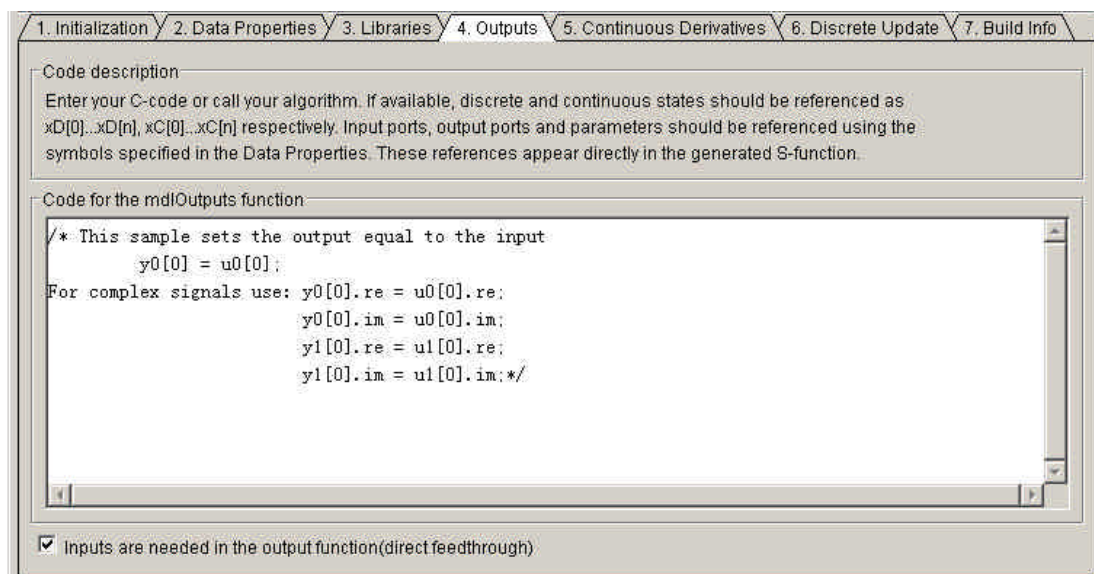 1. Initialization 2. Data Properties 3. Libraries 4. Outputs 5. Continuous Derivatives 6. Discrete Update 7. Build Info
Code description
Enter your C-code or call your algorithm. If available, discrete and continuous states should be referenced as
xD[0]...xD[n], xC[0]...xC[n] respectively. Input ports, output ports and parameters should be referenced using the
symbols specified in the Data Properties. These references appear directly in the generated S-function.
Code for the mdlOutputs function
/* This sample sets the output equal to the input
y0[0] = u0[0];
For complex signals use: y0[0].re = u0[0].re;
y0[0].im = u0[0].im;
y1[0].re = u1[0].re;
y1[0].im = u1[0].im;*/
Inputs are needed in the output function(direct feedthrough)